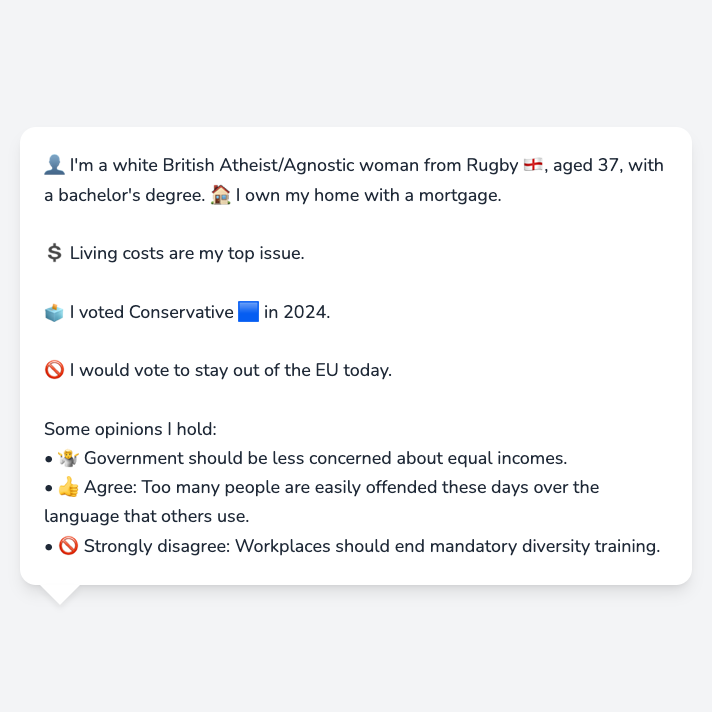 👤 I'm a white British Atheist/Agnostic woman from Rugby 🏴󠁧󠁢󠁥󠁮󠁧󠁿, aged 37, with
a bachelor's degree. 🏠 I own my home with a mortgage.
💲 Living costs are my top issue.
🗳️ I voted Conservative 🟦 in 2024.
🚫 I would vote to stay out of the EU today.
Some opinions I hold:
• 🤷 Government should be less concerned about equal incomes.
• 👍 Agree: Too many people are easily offended these days over the
language that others use.
• 🚫 Strongly disagree: Workplaces should end mandatory diversity training.